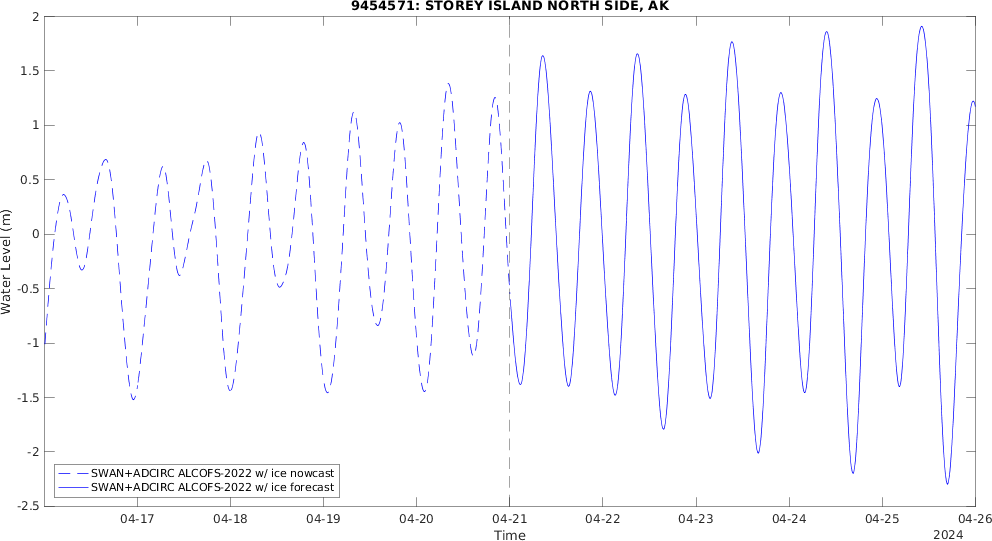 9454571: STOREY ISLAND NORTH SIDE, AK
2
1.5
1
0.5
0
-0.5
-1
-1.5
-2
-2.5
Water Level (m)
SWAN+ADCIRC ALCOFS-2022 w/ ice nowcast
SWAN+ADCIRC ALCOFS-2022 w/ ice forecast
04-17 04-18 04-19 04-20 04-21 04-22 04-23 04-24 04-25 04-26
Time
2024